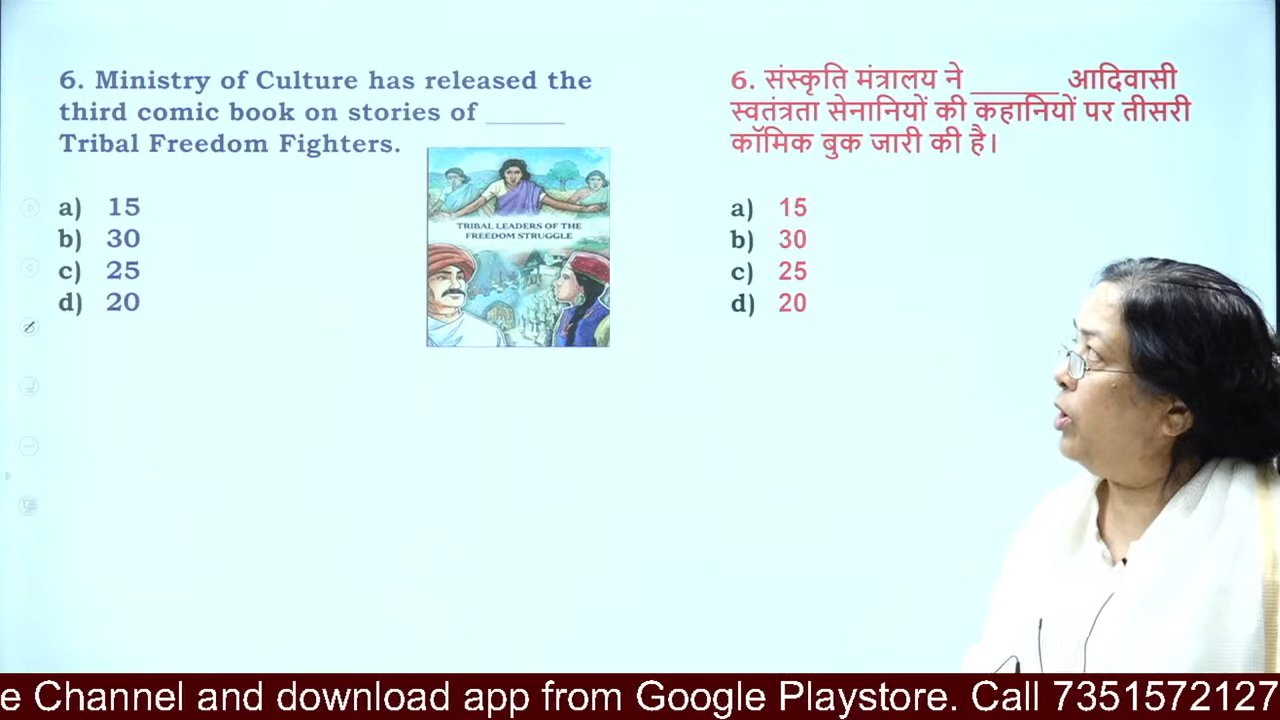 6. Ministry of Culture has released the
third comic book on stories of ______
Tribal Freedom Fighters.
a) 15
b) 30
c) 25
d) 20
TRIBAL LEADERS OF THE
FREEDOM STRUGGLE
6. संस्कृति मंत्रालय ने ______ आदिवासी
स्वतंत्रता सेनानियों की कहानियों पर तीसरी
कॉमिक बुक जारी की है।
a) 15
b) 30
c) 25
d) 20
e Channel and download app from Google Playstore. Call 7351572127